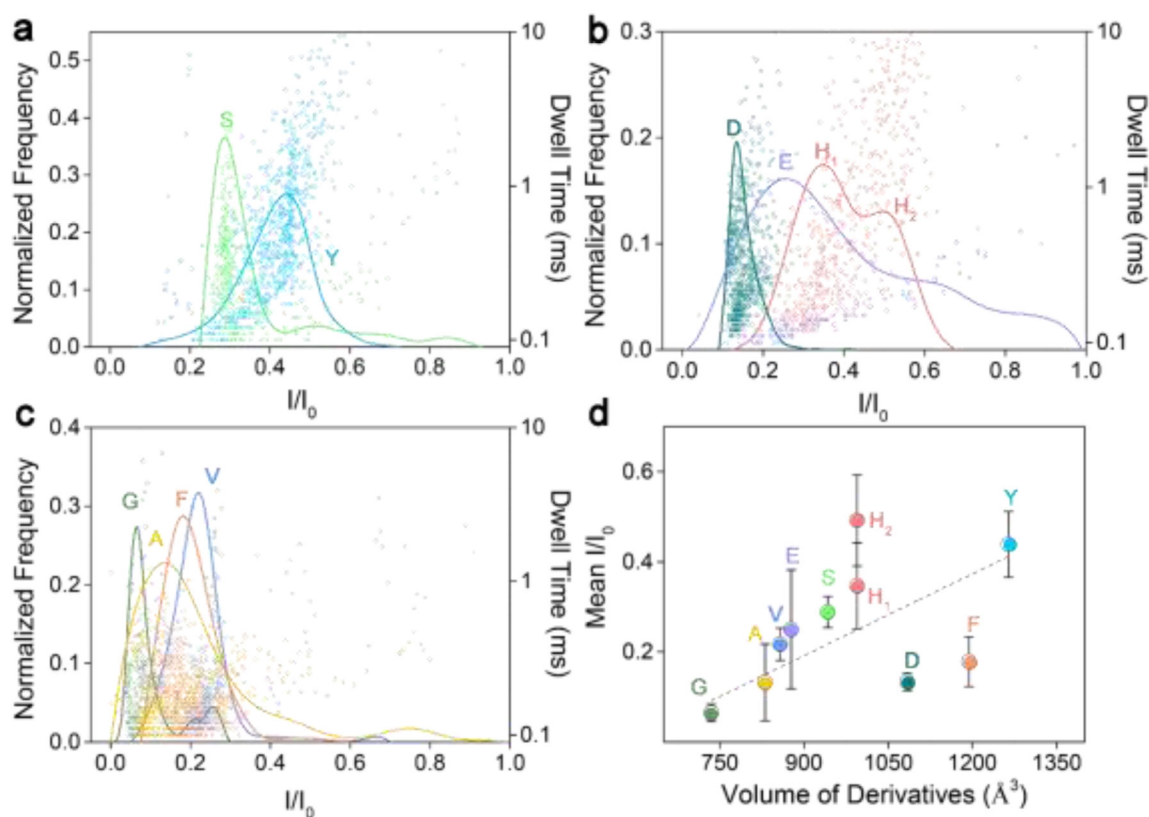 a
Normalized Frequency
0.5
0.4
0.3
0.2
0.1
0.0
S
Y
10
1
0.1
Dwell Time (ms)
0.0 0.2 0.4 0.6 0.8 1.0
I/I₀
b
Normalized Frequency
0.3
0.2
0.1
0.0
D
E
H₁
H₂
10
1
0.1
Dwell Time (ms)
0.0 0.2 0.4 0.6 0.8 1.0
I/I₀
c
Normalized Frequency
0.4
0.3
0.2
0.1
0.0
G
A
F
V
10
1
0.1
Dwell Time (ms)
0.0 0.2 0.4 0.6 0.8 1.0
I/I₀
d
Mean I/I₀
0.6
0.4
0.2
G
A
V
E
S
H₂
H₁
D
F
Y
750 900 1050 1200 1350
Volume of Derivatives (Å³)